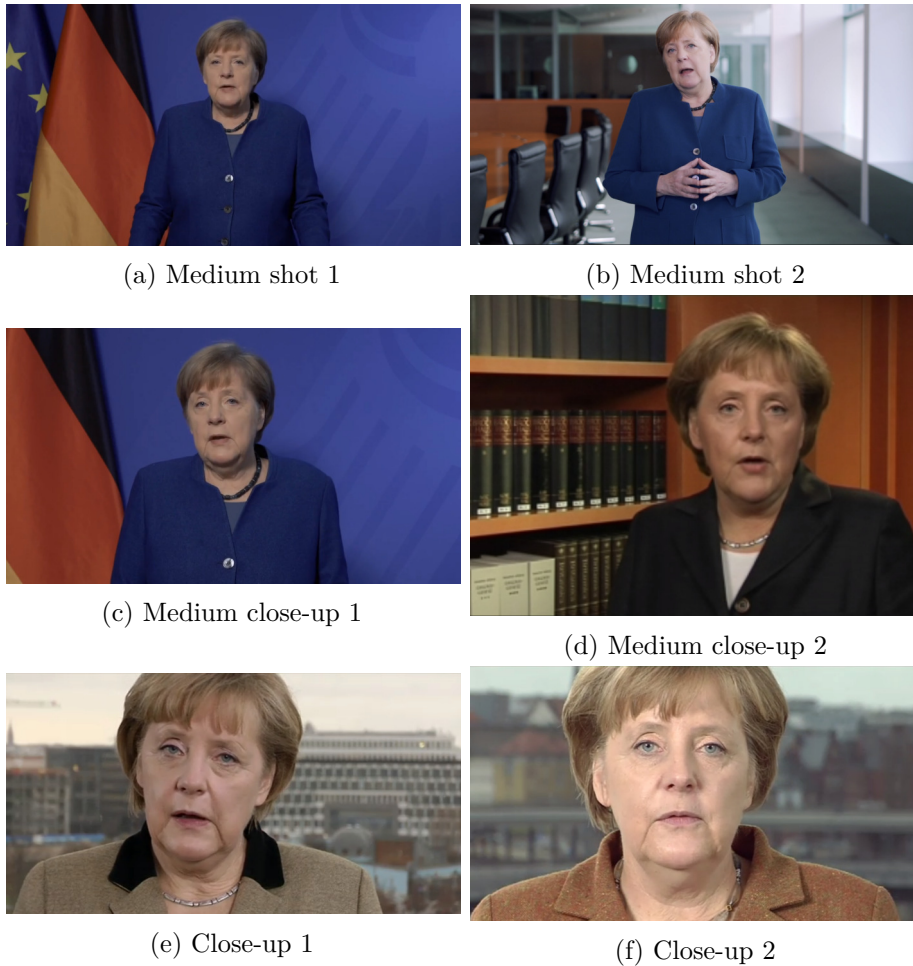 (a) Medium shot 1
(b) Medium shot 2
(c) Medium close-up 1
(d) Medium close-up 2
(e) Close-up 1
(f) Close-up 2